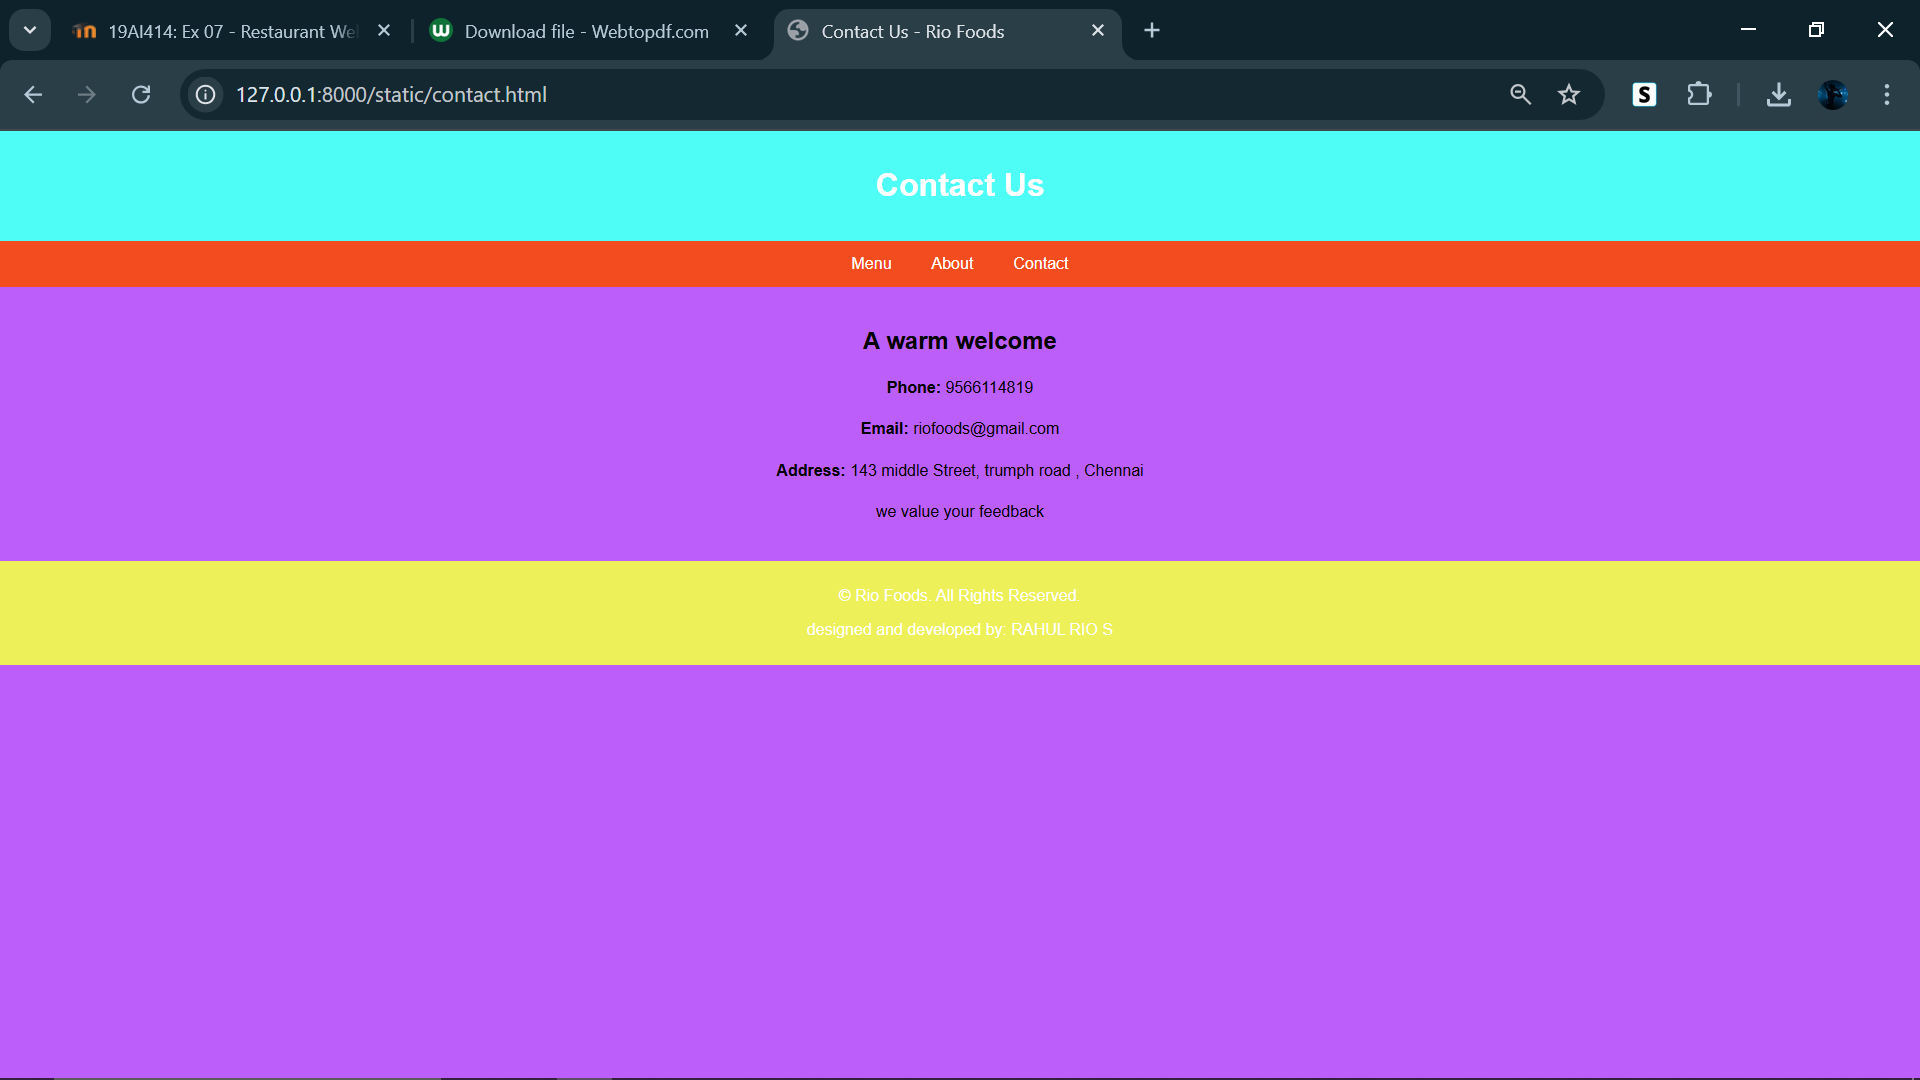 19AI414: Ex 07 - Restaurant We
Download file - Webtopdf.com
Contact Us - Rio Foods
127.0.0.1:8000/static/contact.html
S
Contact Us
Menu About Contact
A warm welcome
Phone: 9566114819
Email: riofoods@gmail.com
Address: 143 middle Street, trumph road , Chennai
we value your feedback
© Rio Foods. All Rights Reserved.
designed and developed by: RAHUL RIO S